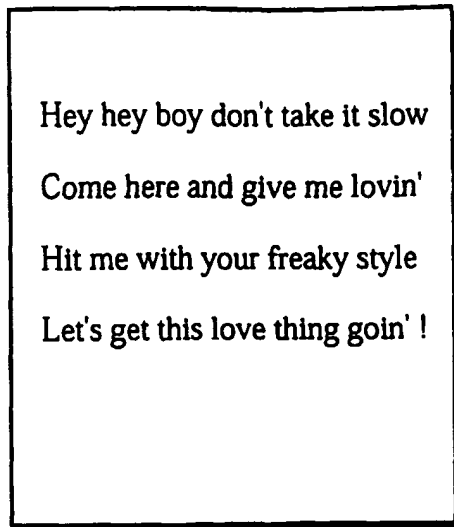 Hey hey boy don't take it slow
Come here and give me lovin'
Hit me with your freaky style
Let's get this love thing goin' !